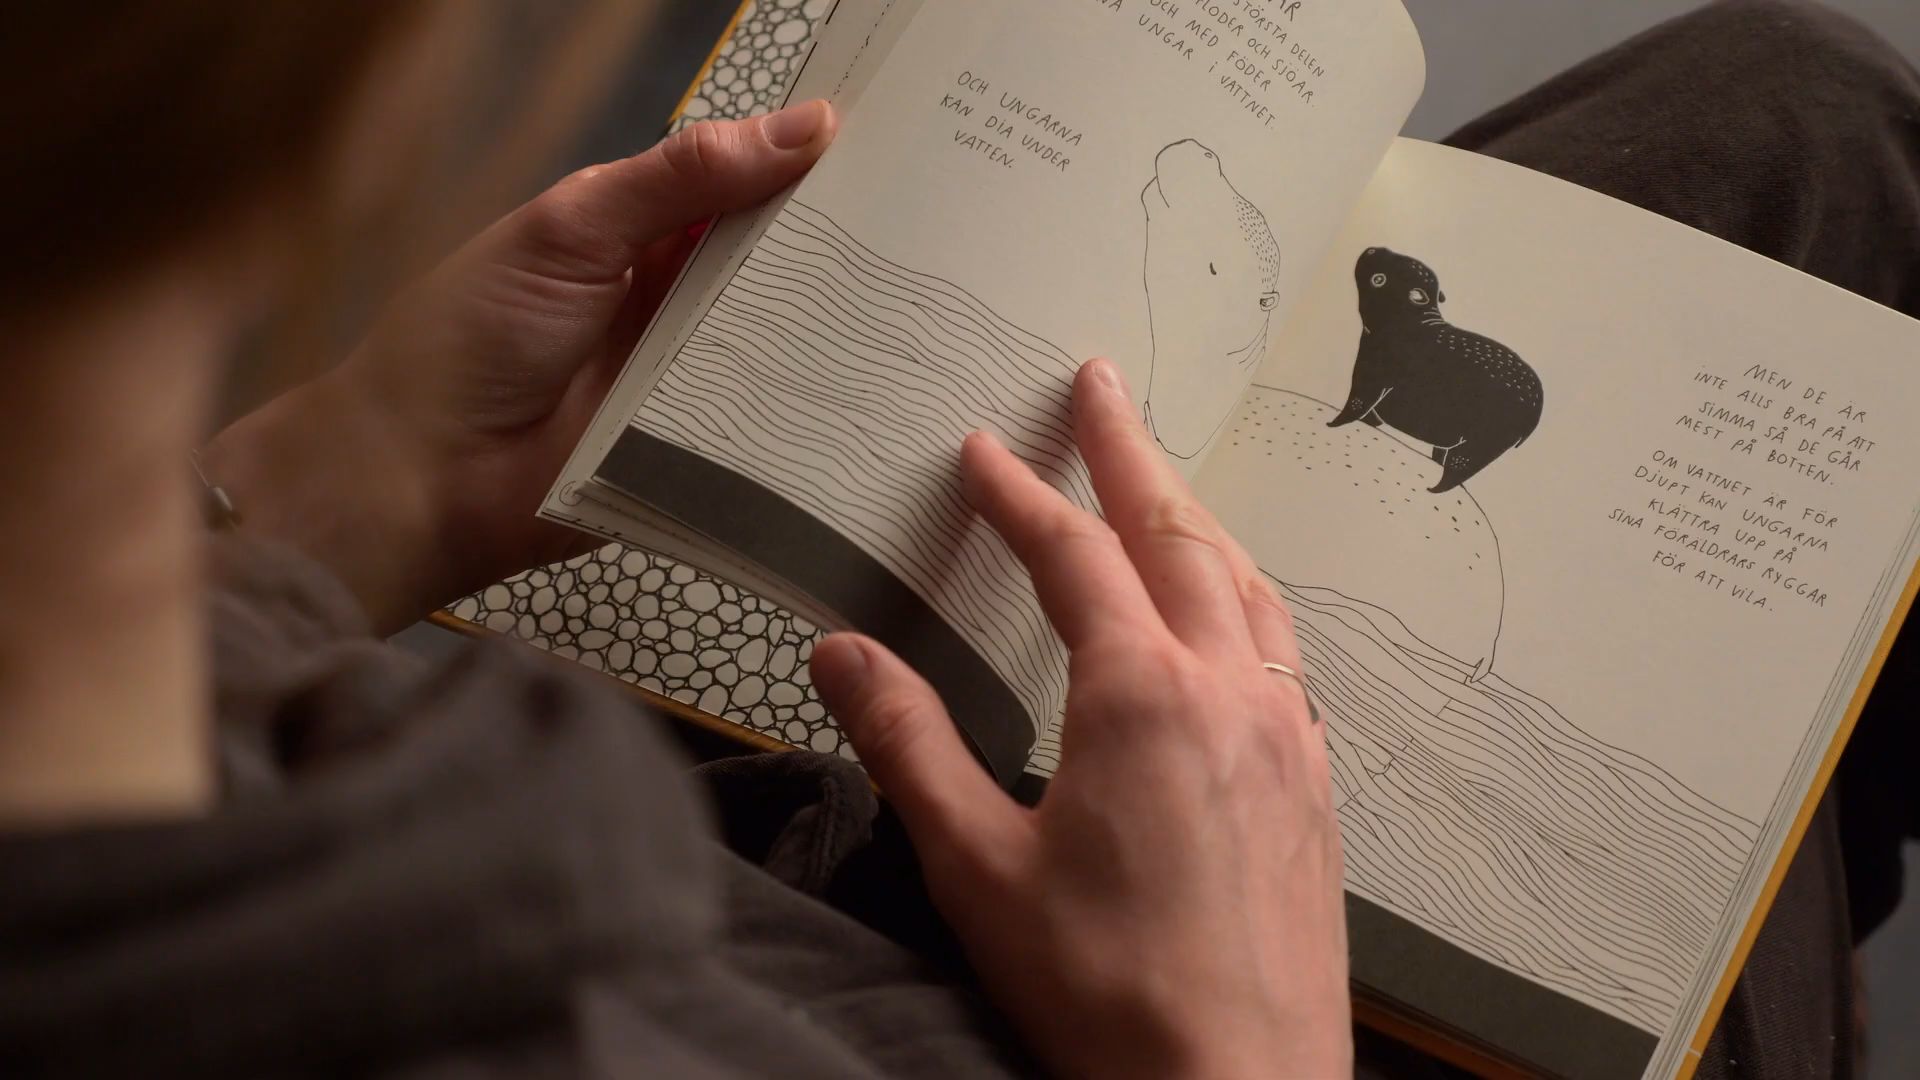 STÖRSTA DELEN
FLODER OCH SJÖAR.
OCH MED FÖDER
UNGAR I VATTNET.
OCH UNGARNA
KAN DIA UNDER
VATTEN.
MEN DE ÄR
INTE ALLS BRA PÅ ATT
SIMMA SÅ DE GÅR
MEST PÅ BOTTEN.
OM VATTNET ÄR FÖR
DJUPT KAN UNGARNA
KLÄTTRA UPP PÅ
SINA FÖRÄLDRARS RYGGAR
FÖR ATT VILA.